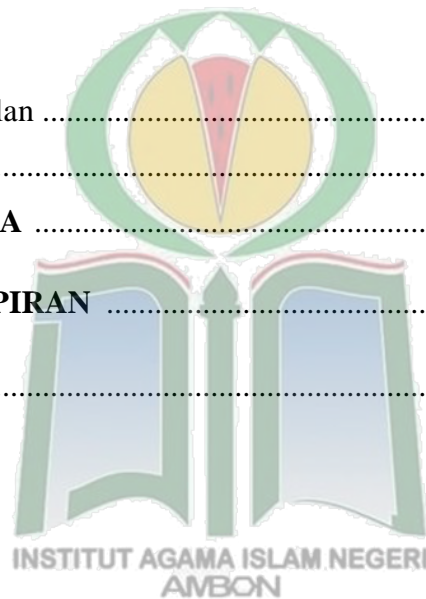 lan ........................................................
................................................................
A ..........................................................
PIRAN ................................................
................................................................
INSTITUT AGAMA ISLAM NEGERI
AMBON